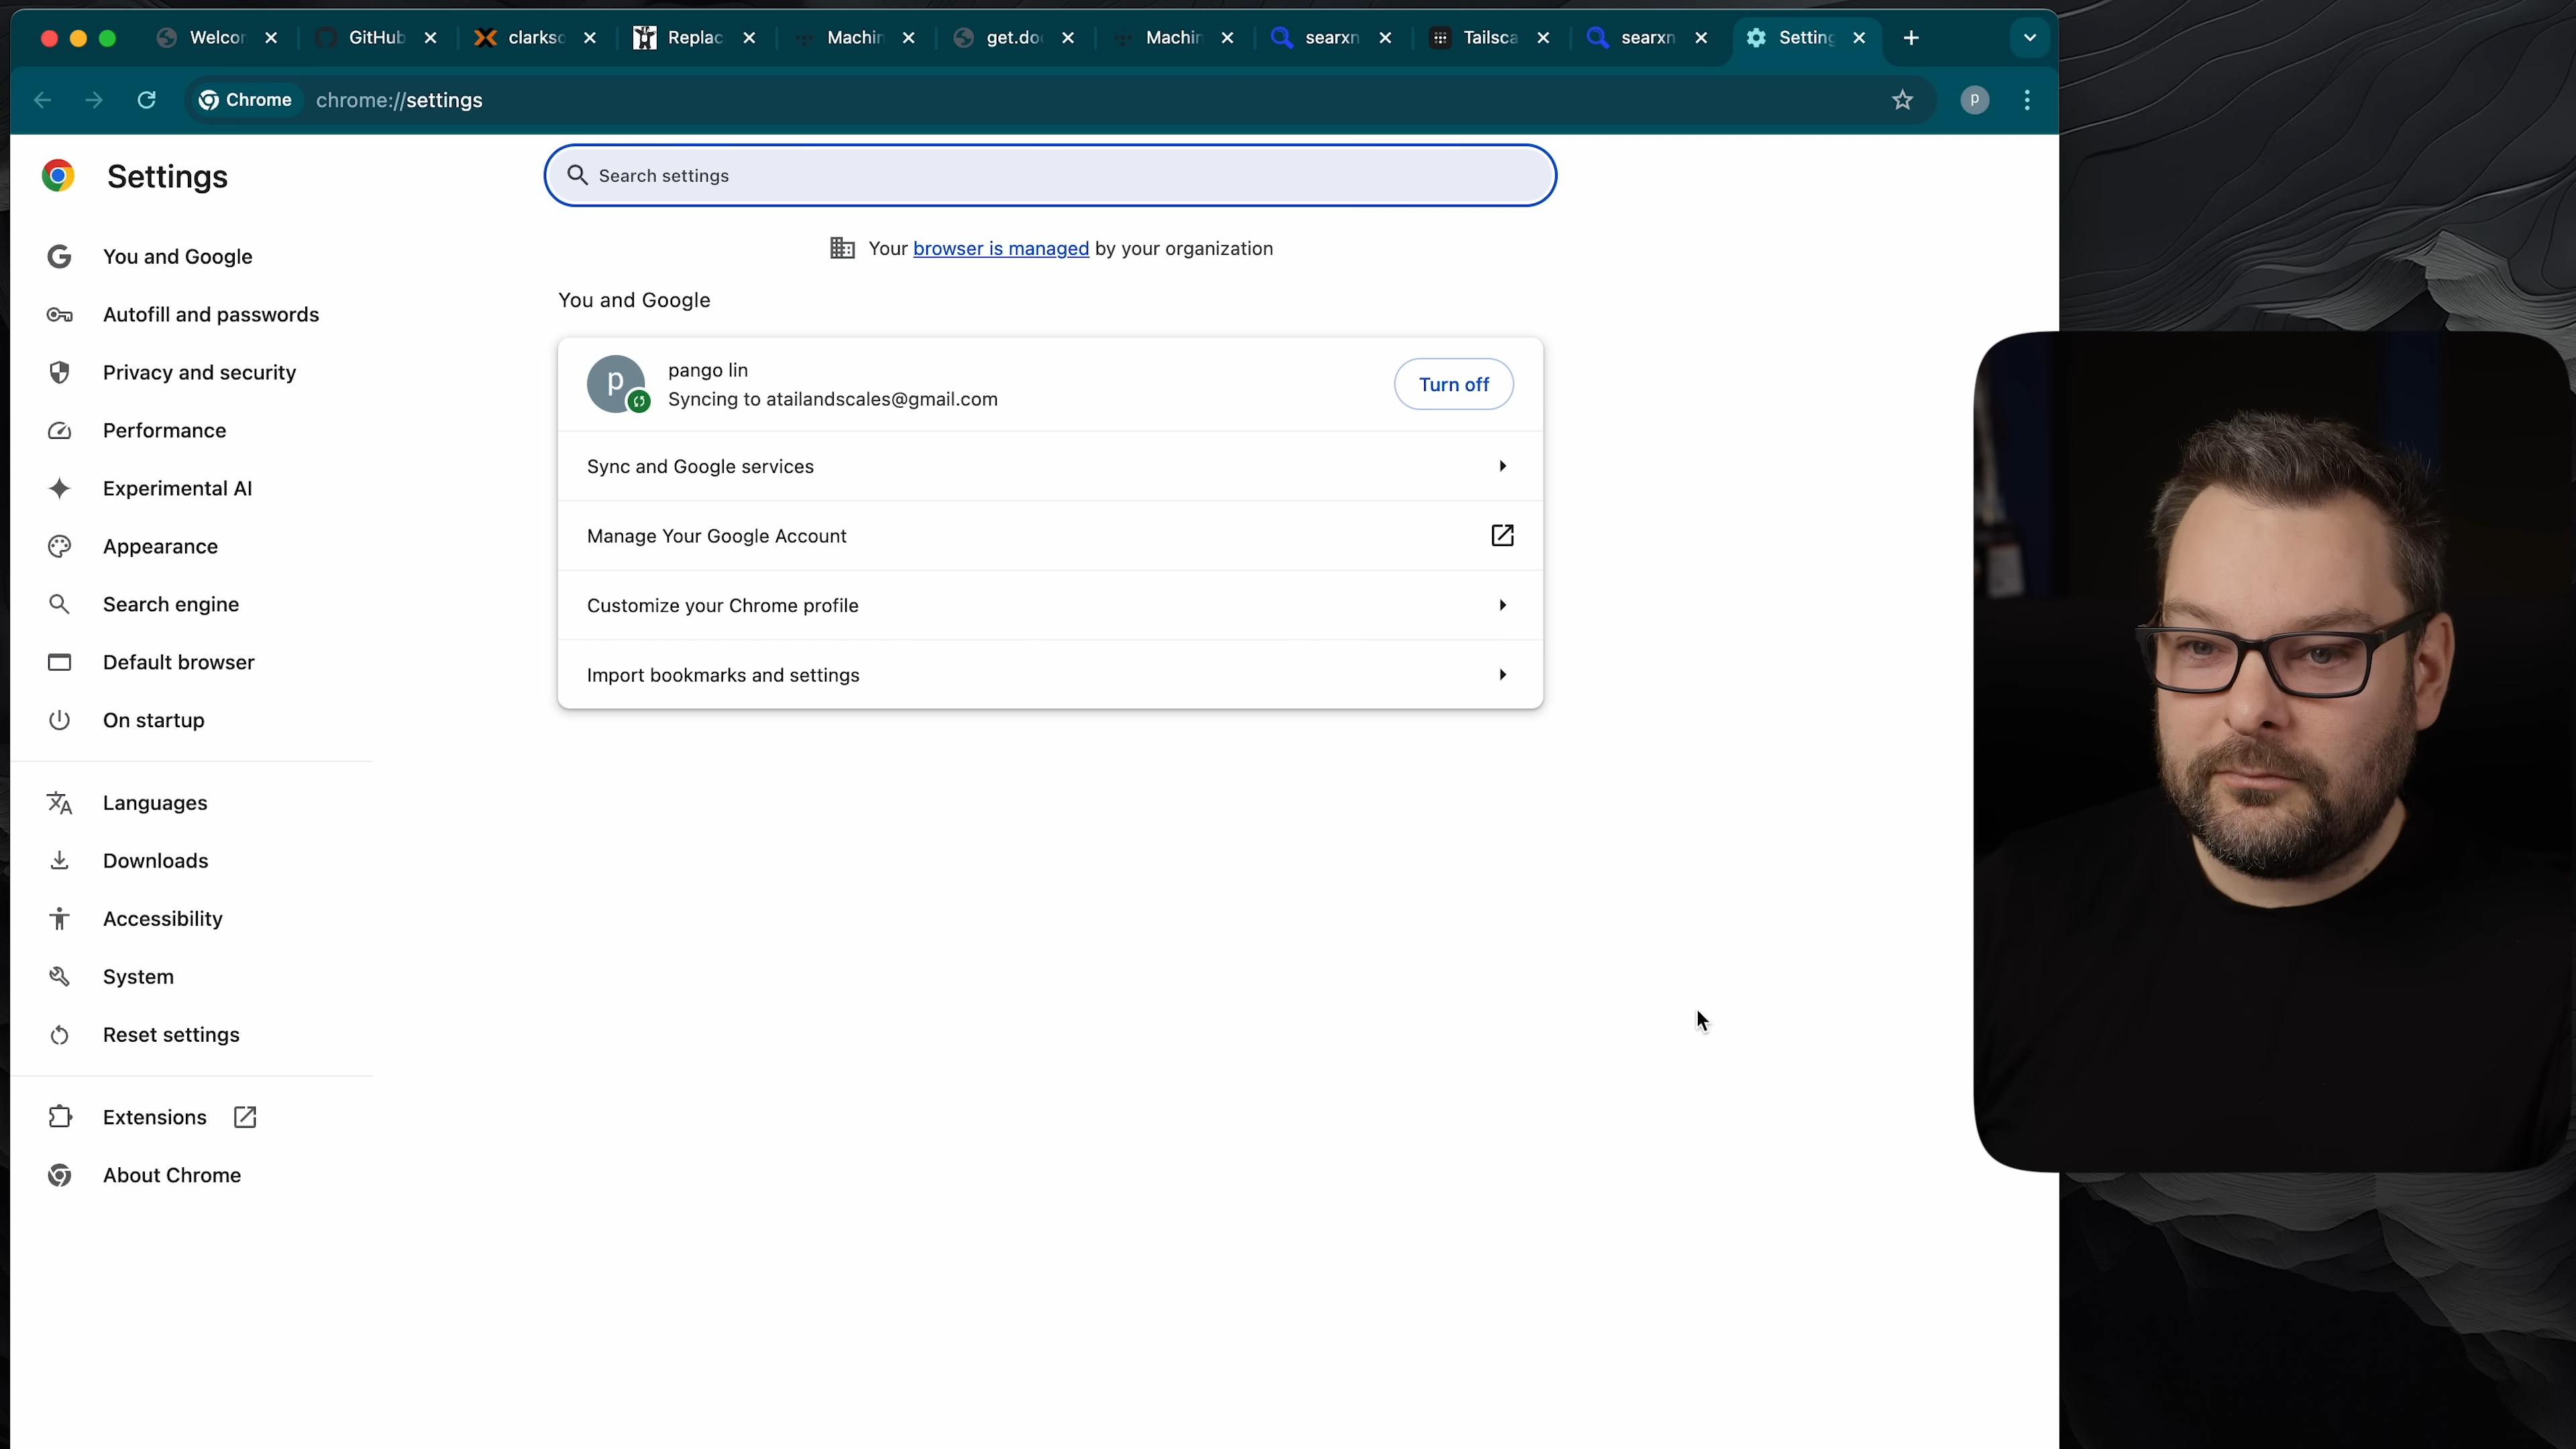 Welcor
GitHub
clarksc
Replac
Machin
get.do
Machin
searxn
Tailsca
searxn
Setting
Chrome
chrome://settings
p
Settings
Search settings
Your browser is managed by your organization
You and Google
Autofill and passwords
Privacy and security
Performance
Experimental AI
Appearance
Search engine
Default browser
On startup
Languages
Downloads
Accessibility
System
Reset settings
Extensions
About Chrome
You and Google
p
pango lin
Syncing to atailandscales@gmail.com
Turn off
Sync and Google services
Manage Your Google Account
Customize your Chrome profile
Import bookmarks and settings